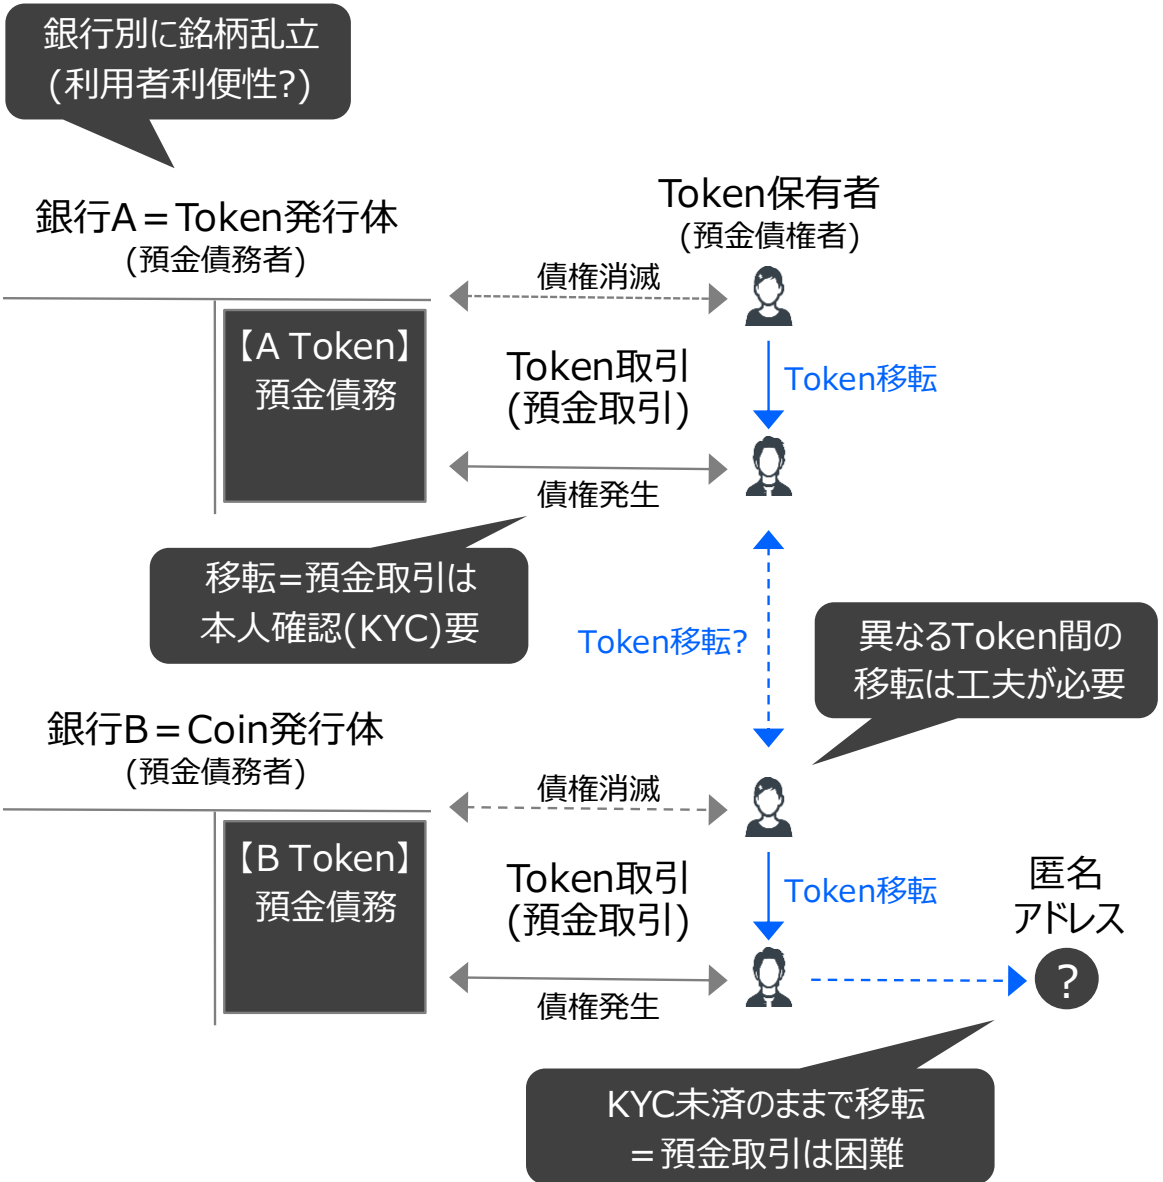 銀行別に銘柄乱立
(利用者利便性?)
銀行A＝Token発行体
(預金債務者)
Token保有者
(預金債権者)
債権消滅
【A Token】
預金債務
Token取引
(預金取引)
Token移転
債権発生
移転=預金取引は
本人確認(KYC)要
Token移転?
異なるToken間の
移転は工夫が必要
銀行B＝Coin発行体
(預金債務者)
債権消滅
【B Token】
預金債務
Token取引
(預金取引)
Token移転
匿名
アドレス
?
債権発生
KYC未済のままで移転
＝預金取引は困難